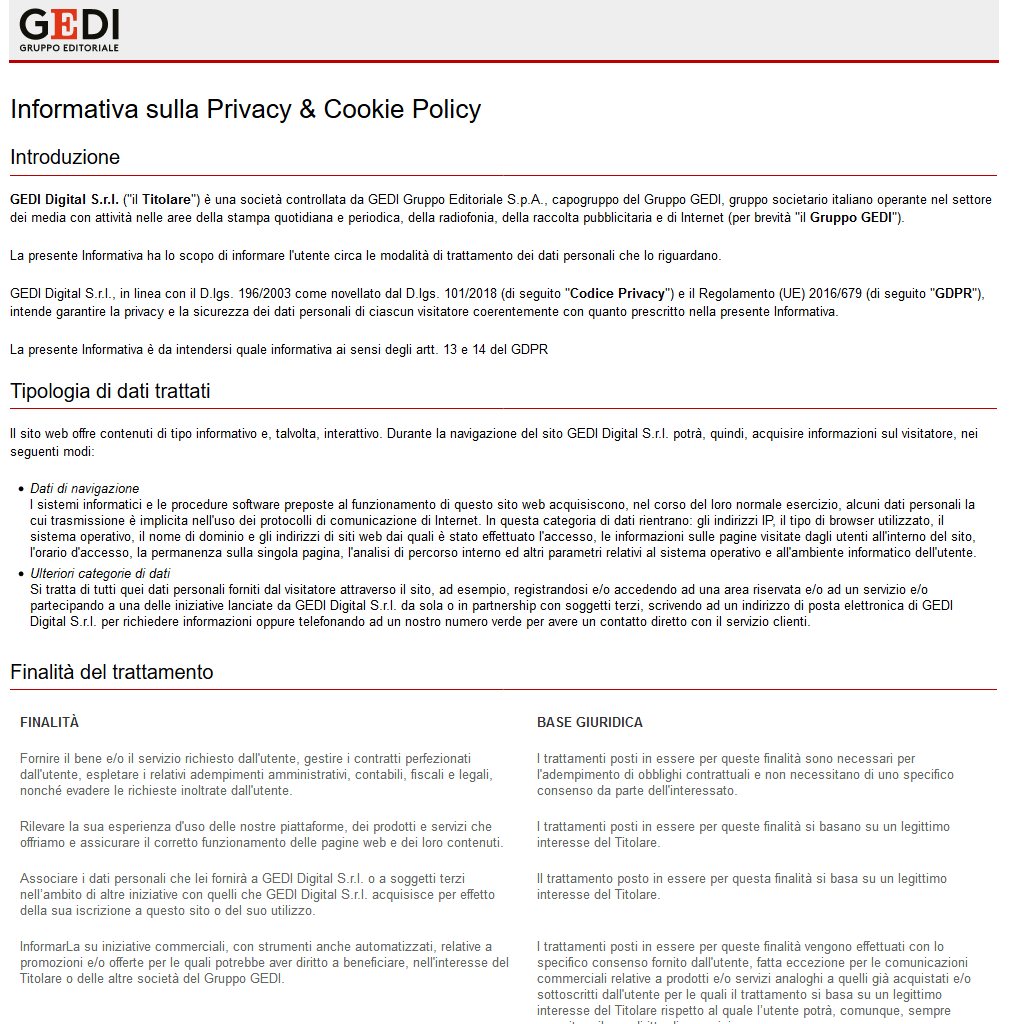 GEDI
GRUPPO EDITORIALE
Informativa sulla Privacy & Cookie Policy
Introduzione
GEDI Digital S.r.l. ("il Titolare") è una società controllata da GEDI Gruppo Editoriale S.p.A., capogruppo del Gruppo GEDI, gruppo societario italiano operante nel settore
dei media con attività nelle aree della stampa quotidiana e periodica, della radiofonia, della raccolta pubblicitaria e di Internet (per brevità "il Gruppo GEDI").
La presente Informativa ha lo scopo di informare l'utente circa le modalità di trattamento dei dati personali che lo riguardano.
GEDI Digital S.r.l., in linea con il D.lgs. 196/2003 come novellato dal D.lgs. 101/2018 (di seguito "Codice Privacy") e il Regolamento (UE) 2016/679 (di seguito "GDPR"),
intende garantire la privacy e la sicurezza dei dati personali di ciascun visitatore coerentemente con quanto prescritto nella presente Informativa.
La presente Informativa è da intendersi quale informativa ai sensi degli artt. 13 e 14 del GDPR
Tipologia di dati trattati
Il sito web offre contenuti di tipo informativo e, talvolta, interattivo. Durante la navigazione del sito GEDI Digital S.r.l. potrà, quindi, acquisire informazioni sul visitatore, nei
seguenti modi:
• Dati di navigazione
I sistemi informatici e le procedure software preposte al funzionamento di questo sito web acquisiscono, nel corso del loro normale esercizio, alcuni dati personali la
cui trasmissione è implicita nell'uso dei protocolli di comunicazione di Internet. In questa categoria di dati rientrano: gli indirizzi IP, il tipo di browser utilizzato, il
sistema operativo, il nome di dominio e gli indirizzi di siti web dai quali è stato effettuato l'accesso, le informazioni sulle pagine visitate dagli utenti all'interno del sito,
l'orario d'accesso, la permanenza sulla singola pagina, l'analisi di percorso interno ed altri parametri relativi al sistema operativo e all'ambiente informatico dell'utente.
• Ulteriori categorie di dati
Si tratta di tutti quei dati personali forniti dal visitatore attraverso il sito, ad esempio, registrandosi e/o accedendo ad una area riservata e/o ad un servizio e/o
partecipando a una delle iniziative lanciate da GEDI Digital S.r.l. da sola o in partnership con soggetti terzi, scrivendo ad un indirizzo di posta elettronica di GEDI
Digital S.r.l. per richiedere informazioni oppure telefonando ad un nostro numero verde per avere un contatto diretto con il servizio clienti.
Finalità del trattamento
FINALITÀ
BASE GIURIDICA
Fornire il bene e/o il servizio richiesto dall'utente, gestire i contratti perfezionati
dall'utente, espletare i relativi adempimenti amministrativi, contabili, fiscali e legali,
nonché evadere le richieste inoltrate dall'utente.
I trattamenti posti in essere per queste finalità sono necessari per
l'adempimento di obblighi contrattuali e non necessitano di uno specifico
consenso da parte dell'interessato.
Rilevare la sua esperienza d'uso delle nostre piattaforme, dei prodotti e servizi che
offriamo e assicurare il corretto funzionamento delle pagine web e dei loro contenuti.
I trattamenti posti in essere per queste finalità si basano su un legittimo
interesse del Titolare.
Associare i dati personali che lei fornirà a GEDI Digital S.r.l. o a soggetti terzi
nell'ambito di altre iniziative con quelli che GEDI Digital S.r.l. acquisisce per effetto
della sua iscrizione a questo sito o del suo utilizzo.
Il trattamento posto in essere per questa finalità si basa su un legittimo
interesse del Titolare.
InformarLa su iniziative commerciali, con strumenti anche automatizzati, relative a
promozioni e/o offerte per le quali potrebbe aver diritto a beneficiare, nell'interesse del
Titolare o delle altre società del Gruppo GEDI.
I trattamenti posti in essere per queste finalità vengono effettuati con lo
specifico consenso fornito dall'utente, fatta eccezione per le comunicazioni
commerciali relative a prodotti e/o servizi analoghi a quelli già acquistati e/o
sottoscritti dall'utente per le quali il trattamento si basa su un legittimo
interesse del Titolare rispetto al quale l'utente potrà, comunque, sempre